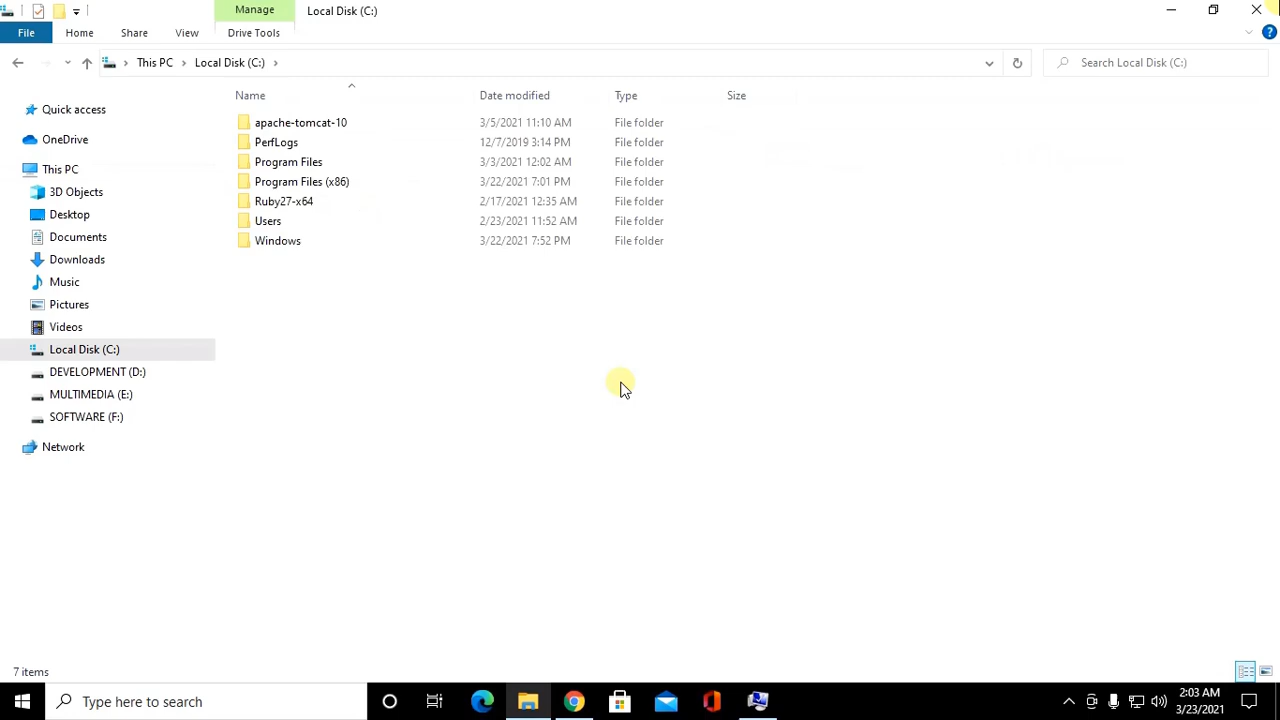 Manage
Local Disk (C:)
File
Home
Share
View
Drive Tools
This PC
Local Disk (C:)
Search Local Disk (C:)
Name
Date modified
Type
Size
apache-tomcat-10 3/5/2021 11:10 AM File folder
PerfLogs 12/7/2019 3:14 PM File folder
Program Files 3/3/2021 12:02 AM File folder
Program Files (x86) 3/22/2021 7:01 PM File folder
Ruby27-x64 2/17/2021 12:35 AM File folder
Users 2/23/2021 11:52 AM File folder
Windows 3/22/2021 7:52 PM File folder
Quick access
OneDrive
This PC
3D Objects
Desktop
Documents
Downloads
Music
Pictures
Videos
Local Disk (C:)
DEVELOPMENT (D:)
MULTIMEDIA (E:)
SOFTWARE (F:)
Network
7 items
Type here to search
2:03 AM
3/23/2021